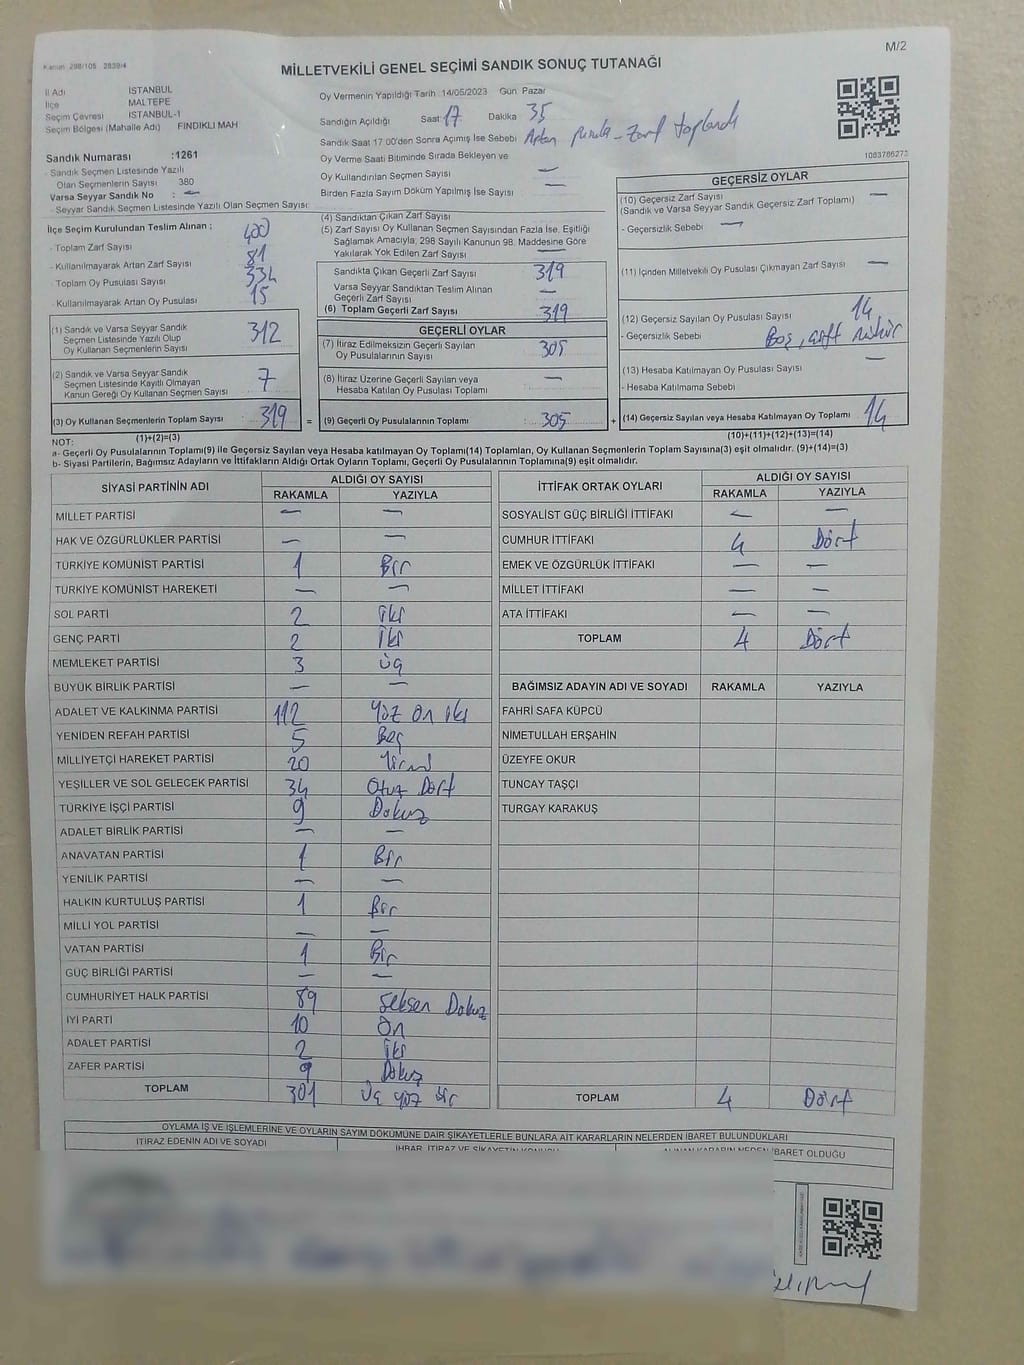 M/2
Kanun 298/105 2839/4
MİLLETVEKİLİ GENEL SEÇİMİ SANDIK SONUÇ TUTANAĞI
İl Adı İSTANBUL
İlçe MALTEPE
Seçim Çevresi İSTANBUL-1
Seçim Bölgesi (Mahalle Adı) FINDIKLI MAH
Sandık Numarası :1261
- Sandık Seçmen Listesinde Yazılı
Olan Seçmenlerin Sayısı 380
Varsa Seyyar Sandık No : —
- Seyyar Sandık Seçmen Listesinde Yazılı Olan Seçmen Sayısı:
İlçe Seçim Kurulundan Teslim Alınan :
- Toplam Zarf Sayısı 400
- Kullanılmayarak Artan Zarf Sayısı 81
- Toplam Oy Pusulası Sayısı 334
- Kullanılmayarak Artan Oy Pusulası 15
(1) Sandık ve Varsa Seyyar Sandık
Seçmen Listesinde Yazılı Olup
Oy Kullanan Seçmenlerin Sayısı 312
(2) Sandık ve Varsa Seyyar Sandık
Seçmen Listesinde Kayıtlı Olmayan
Kanun Gereği Oy Kullanan Seçmen Sayısı 7
(3) Oy Kullanan Seçmenlerin Toplam Sayısı : 319 =
(1)+(2)=(3)
Oy Vermenin Yapıldığı Tarih 14/05/2023 Gün Pazar
Sandığın Açıldığı Saat 17 Dakika 35
Sandık Saat 17.00'den Sonra Açımış İse Sebebi Zarf toplandı
Oy Verme Saati Bitiminde Sırada Bekleyen ve
Oy Kullandırılan Seçmen Sayısı —
Birden Fazla Sayım Döküm Yapılmış İse Sayısı —
(4) Sandıktan Çıkan Zarf Sayısı
(5) Zarf Sayısı Oy Kullanan Seçmen Sayısından Fazla İse, Eşitliği
Sağlamak Amacıyla, 298 Sayılı Kanunun 98. Maddesine Göre
Yakılarak Yok Edilen Zarf Sayısı —
Sandıkta Çıkan Geçerli Zarf Sayısı 319
Varsa Seyyar Sandıktan Teslim Alınan
Geçerli Zarf Sayısı —
(6) Toplam Geçerli Zarf Sayısı 319
GEÇERLİ OYLAR
(7) İtiraz Edilmeksizin Geçerli Sayılan
Oy Pusulalarının Sayısı 305
(8) İtiraz Üzerine Geçerli Sayılan veya
Hesaba Katılan Oy Pusulası Toplamı —
(9) Geçerli Oy Pusulalarının Toplamı : 305 +
1083786273
GEÇERSİZ OYLAR
(10) Geçersiz Zarf Sayısı —
(Sandık ve Varsa Seyyar Sandık Geçersiz Zarf Toplamı)
- Geçersizlik Sebebi —
(11) İçinden Milletvekili Oy Pusulası Çıkmayan Zarf Sayısı —
(12) Geçersiz Sayılan Oy Pusulası Sayısı 14
- Geçersizlik Sebebi Boş, çift mühür
(13) Hesaba Katılmayan Oy Pusulası Sayısı —
- Hesaba Katılmama Sebebi
(14) Geçersiz Sayılan veya Hesaba Katılmayan Oy Toplamı 14
(10)+(11)+(12)+(13)=(14)
NOT:
a- Geçerli Oy Pusulalarının Toplamı(9) ile Geçersiz Sayılan veya Hesaba katılmayan Oy Toplamı(14) Toplamları, Oy Kullanan Seçmenlerin Toplam Sayısına(3) eşit olmalıdır. (9)+(14)=(3)
b- Siyasi Partilerin, Bağımsız Adayların ve İttifakların Aldığı Ortak Oyların Toplamı, Geçerli Oy Pusulalarının Toplamına(9) eşit olmalıdır.
SİYASİ PARTİNİN ADI ALDIĞI OY SAYISI
RAKAMLA YAZIYLA
MİLLET PARTİSİ — —
HAK VE ÖZGÜRLÜKLER PARTİSİ — —
TÜRKİYE KOMÜNİST PARTİSİ 1 Bir
TÜRKİYE KOMÜNİST HAREKETİ — —
SOL PARTİ 2 iki
GENÇ PARTİ 2 iki
MEMLEKET PARTİSİ 3 üç
BÜYÜK BİRLİK PARTİSİ — —
ADALET VE KALKINMA PARTİSİ 112 Yüz on iki
YENİDEN REFAH PARTİSİ 5 Beş
MİLLİYETÇİ HAREKET PARTİSİ 20 Yirmi
YEŞİLLER VE SOL GELECEK PARTİSİ 34 Otuz Dört
TÜRKİYE İŞÇİ PARTİSİ 9 Dokuz
ADALET BİRLİK PARTİSİ — —
ANAVATAN PARTİSİ 1 Bir
YENİLİK PARTİSİ — —
HALKIN KURTULUŞ PARTİSİ 1 Bir
MİLLİ YOL PARTİSİ — —
VATAN PARTİSİ 1 Bir
GÜÇ BİRLİĞİ PARTİSİ — —
CUMHURİYET HALK PARTİSİ 89 Seksen Dokuz
İYİ PARTİ 10 On
ADALET PARTİSİ 2 iki
ZAFER PARTİSİ 9 Dokuz
TOPLAM 301 Üç yüz bir
İTTİFAK ORTAK OYLARI ALDIĞI OY SAYISI
RAKAMLA YAZIYLA
SOSYALİST GÜÇ BİRLİĞİ İTTİFAKI — —
CUMHUR İTTİFAKI 4 Dört
EMEK VE ÖZGÜRLÜK İTTİFAKI — —
MİLLET İTTİFAKI — —
ATA İTTİFAKI — —
TOPLAM 4 Dört
BAĞIMSIZ ADAYIN ADI VE SOYADI RAKAMLA YAZIYLA
FAHRİ SAFA KÜPCÜ
NİMETULLAH ERŞAHİN
ÜZEYFE OKUR
TUNCAY TAŞÇI
TURGAY KARAKUŞ
TOPLAM 4 Dört
OYLAMA İŞ VE İŞLEMLERİNE VE OYLARIN SAYIM DÖKÜMÜNE DAİR ŞİKAYETLERLE BUNLARA AİT KARARLARIN NELERDEN İBARET BULUNDUKLARI
İTİRAZ EDENİN ADI VE SOYADI İHBAR, İTİRAZ VE ŞİKAYETİN KONUSU ALINAN KARARIN NEDEN İBARET OLDUĞU